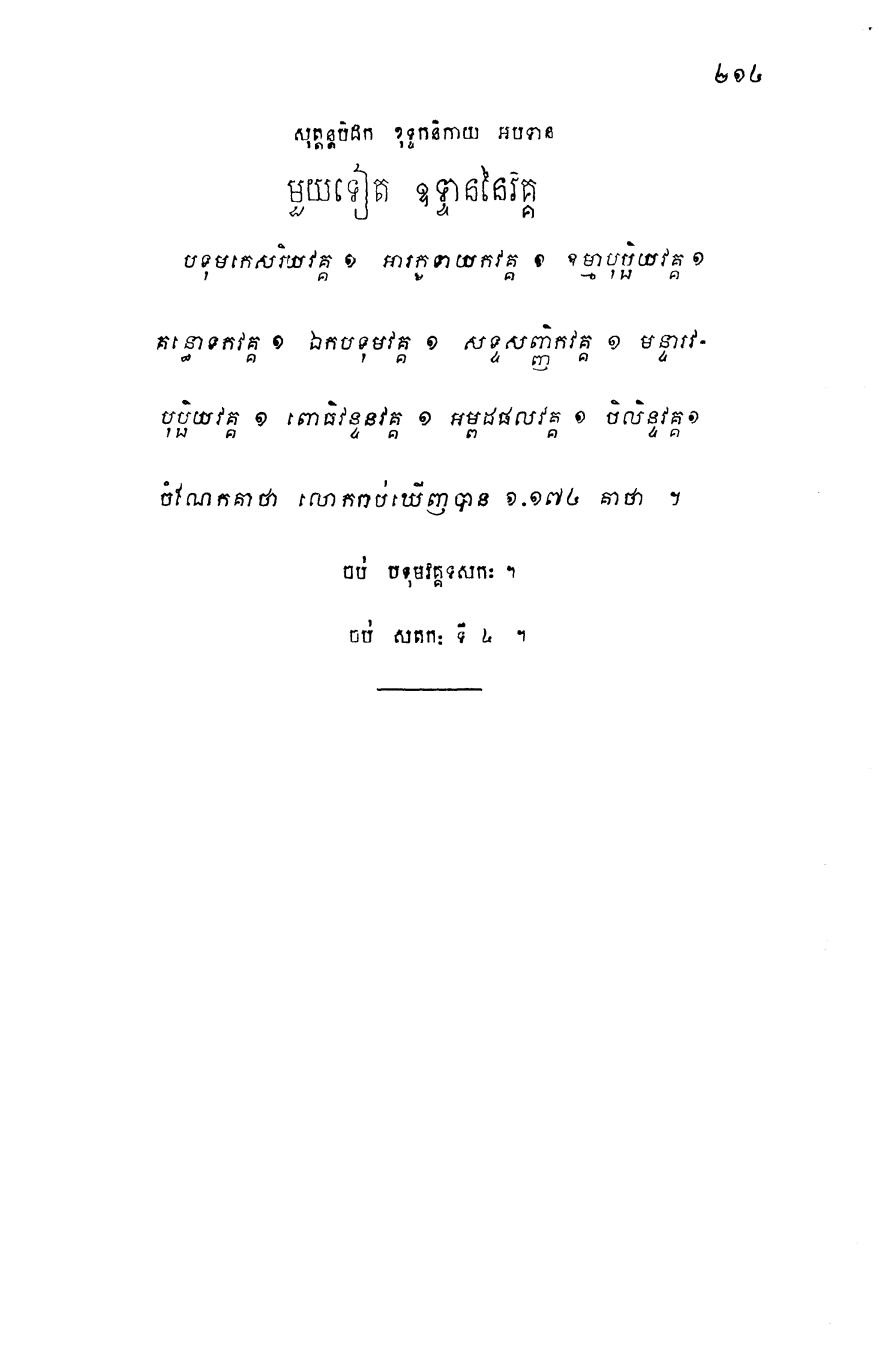 ២១៤
សុត្តន្តបិដក ខុទ្ទកនិកាយ អបទាន
មួយទៀត ឧទ្ទាននៃវគ្គ
បទុមកេសរិយវគ្គ ១ អារក្ខទាយកវគ្គ ១ ឧម្មាបុប្ផិយវគ្គ ១
គន្ធោទកវគ្គ ១ ឯកបទុមវគ្គ ១ សទ្ទសញ្ញិកវគ្គ ១ មន្ទារវ-
បុប្ផិយវគ្គ ១ ពោធិវន្ទនវគ្គ ១ អម្ពដផលវគ្គ ១ បិលិន្ទវគ្គ ១
ចំណែកគាថា លោករាប់ឃើញបាន ១.១៧៤ គាថា ។
ចប់ បទុមវគ្គទសកៈ ។
ចប់ សតកៈ ទី ៤ ។